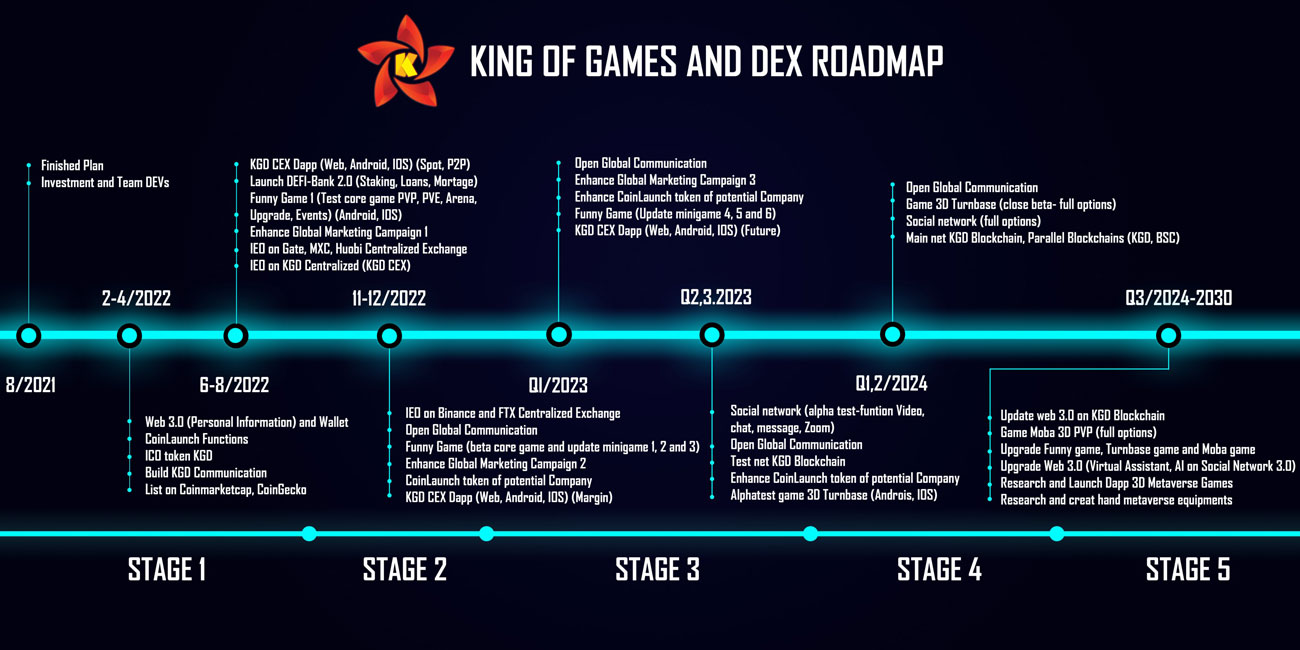 K
KING OF GAMES AND DEX ROADMAP
Finished Plan
Investment and Team DEVs
8/2021
2-4/2022
Web 3.0 (Personal Information) and Wallet
CoinLaunch Functions
ICO token KGD
Build KGD Communication
List on Coinmarketcap, CoinGecko
KGD CEX Dapp (Web, Android, IOS) (Spot, P2P)
Launch DEFI-Bank 2.0 (Staking, Loans, Mortage)
Funny Game 1 (Test core game PVP, PVE, Arena,
Upgrade, Events) (Android, IOS)
Enhance Global Marketing Campaign 1
IEO on Gate, MXC, Huobi Centralized Exchange
IEO on KGD Centralized (KGD CEX)
6-8/2022
11-12/2022
IEO on Binance and FTX Centralized Exchange
Open Global Communication
Funny Game (beta core game and update minigame 1, 2 and 3)
Enhance Global Marketing Campaign 2
CoinLaunch token of potential Company
KGD CEX Dapp (Web, Android, IOS) (Margin)
Open Global Communication
Enhance Global Marketing Campaign 3
Enhance CoinLaunch token of potential Company
Funny Game (Update minigame 4, 5 and 6)
KGD CEX Dapp (Web, Android, IOS) (Future)
Q1/2023
Q2,3.2023
Social network (alpha test-funtion Video,
chat, message, Zoom)
Open Global Communication
Test net KGD Blockchain
Enhance CoinLaunch token of potential Company
Alphatest game 3D Turnbase (Androis, IOS)
Open Global Communication
Game 3D Turnbase (close beta- full options)
Social network (full options)
Main net KGD Blockchain, Parallel Blockchains (KGD, BSC)
Q1,2/2024
Q3/2024-2030
Update web 3.0 on KGD Blockchain
Game Moba 3D PVP (full options)
Upgrade Funny game, Turnbase game and Moba game
Upgrade Web 3.0 (Virtual Assistant, AI on Social Network 3.0)
Research and Launch Dapp 3D Metaverse Games
Research and creat hand metaverse equipments
STAGE 1
STAGE 2
STAGE 3
STAGE 4
STAGE 5